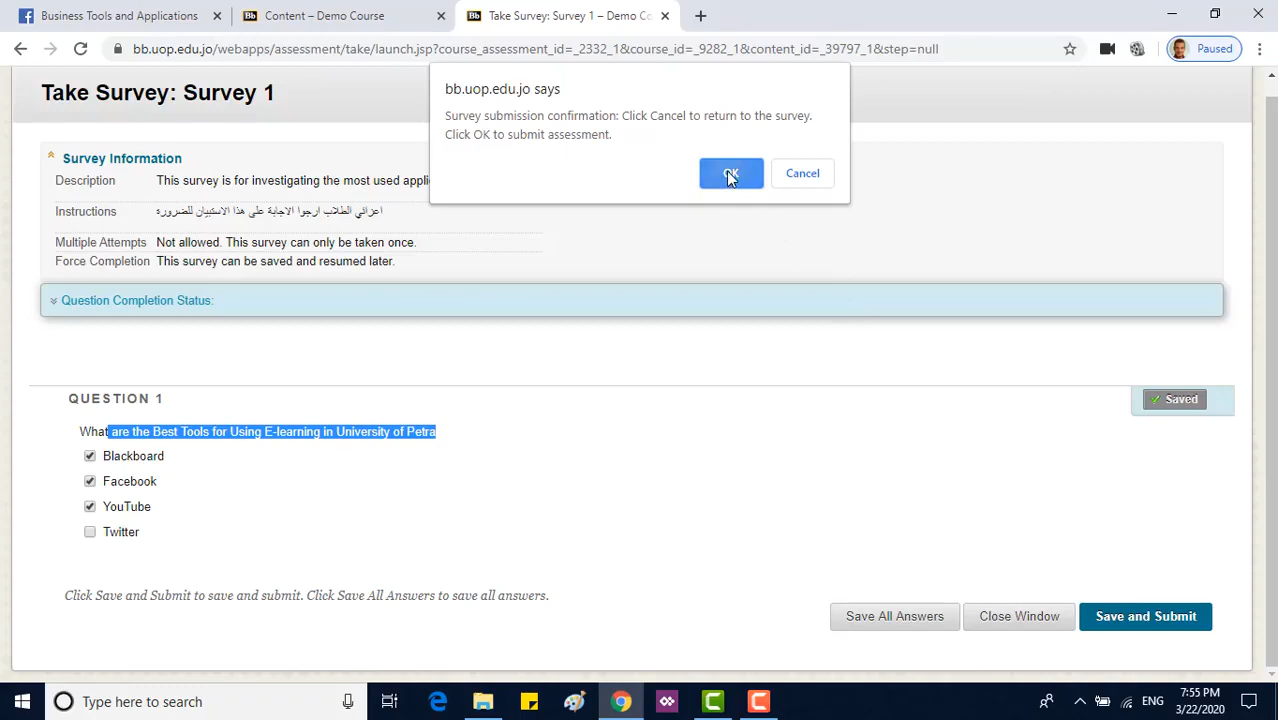 Business Tools and Applications
Content – Demo Course
Take Survey: Survey 1 – Demo Co
bb.uop.edu.jo/webapps/assessment/take/launch.jsp?course_assessment_id=_2332_1&course_id=_9282_1&content_id=_39797_1&step=null
Paused
Take Survey: Survey 1
bb.uop.edu.jo says
Survey submission confirmation: Click Cancel to return to the survey.
Click OK to submit assessment.
OK
Cancel
Survey Information
Description This survey is for investigating the most used appli
Instructions اعزائي الطلاب ارجوا الاجابة على هذا الاستبيان للضرورة
Multiple Attempts Not allowed. This survey can only be taken once.
Force Completion This survey can be saved and resumed later.
Question Completion Status:
QUESTION 1
Saved
What are the Best Tools for Using E-learning in University of Petra
Blackboard
Facebook
YouTube
Twitter
Click Save and Submit to save and submit. Click Save All Answers to save all answers.
Save All Answers
Close Window
Save and Submit
Type here to search
ENG
7:55 PM
3/22/2020